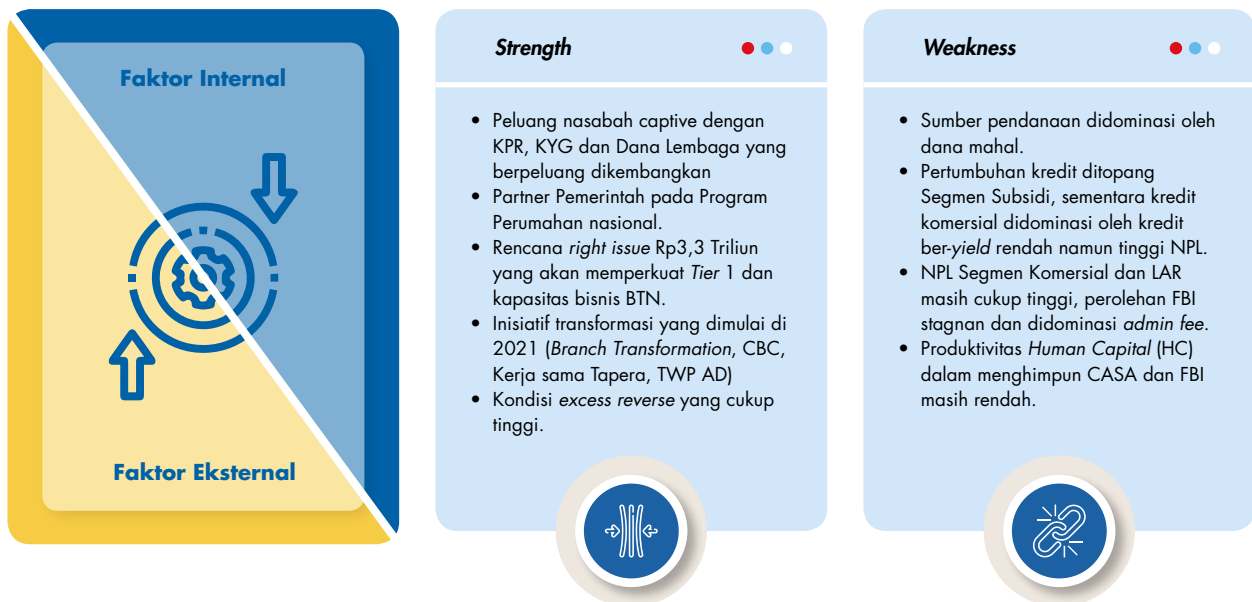 Faktor Internal
Faktor Eksternal
Strength
• Peluang nasabah captive dengan
KPR, KYG dan Dana Lembaga yang
berpeluang dikembangkan
• Partner Pemerintah pada Program
Perumahan nasional.
• Rencana right issue Rp3,3 Triliun
yang akan memperkuat Tier 1 dan
kapasitas bisnis BTN.
• Inisiatif transformasi yang dimulai di
2021 (Branch Transformation, CBC,
Kerja sama Tapera, TWP AD)
• Kondisi excess reverse yang cukup
tinggi.
Weakness
• Sumber pendanaan didominasi oleh
dana mahal.
• Pertumbuhan kredit ditopang
Segmen Subsidi, sementara kredit
komersial didominasi oleh kredit
ber-yield rendah namun tinggi NPL.
• NPL Segmen Komersial dan LAR
masih cukup tinggi, perolehan FBI
stagnan dan didominasi admin fee.
• Produktivitas Human Capital (HC)
dalam menghimpun CASA dan FBI
masih rendah.